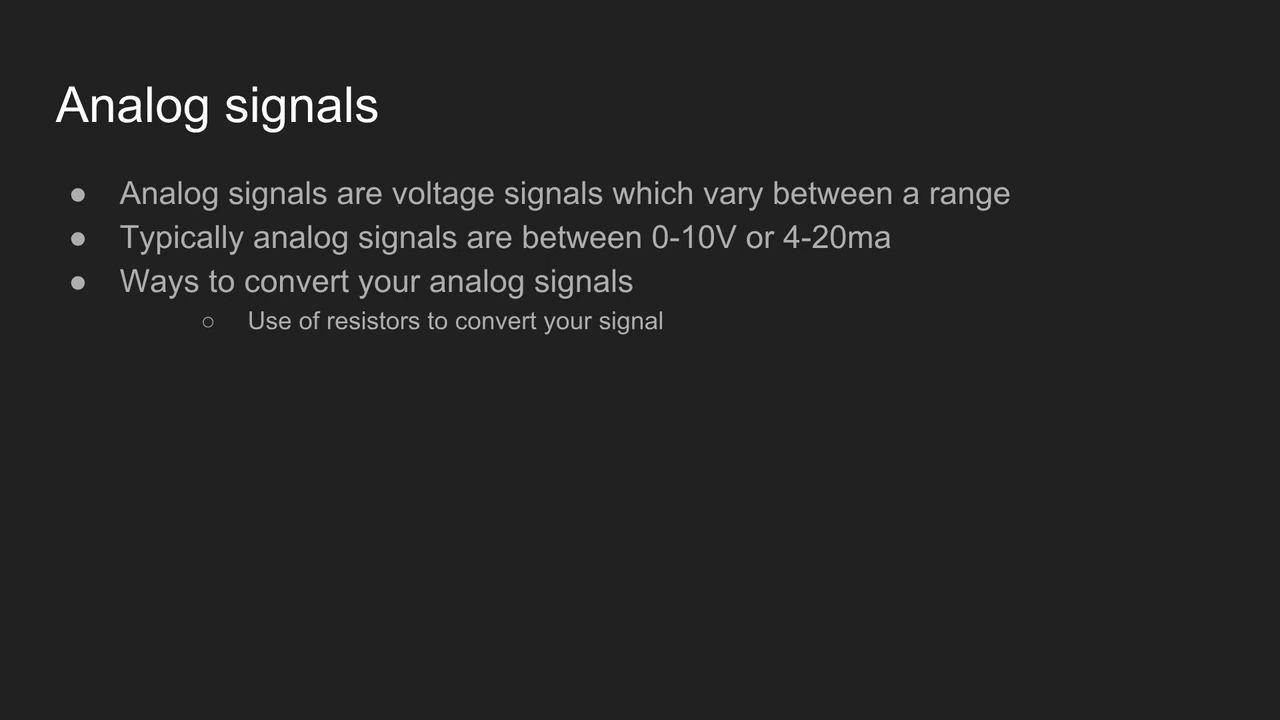 Analog signals
● Analog signals are voltage signals which vary between a range
● Typically analog signals are between 0-10V or 4-20ma
● Ways to convert your analog signals
○ Use of resistors to convert your signal